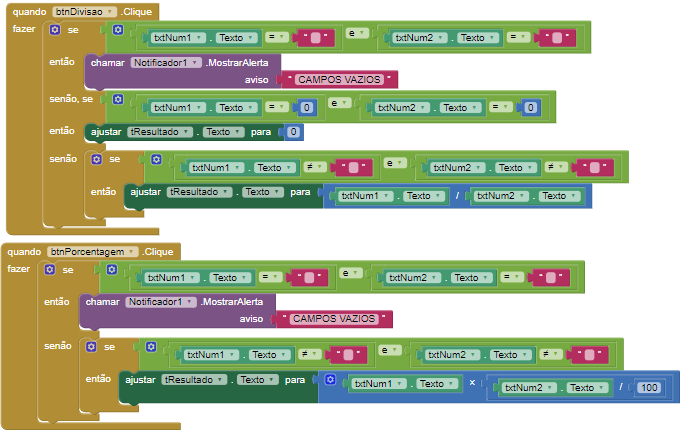 quando btnDivisao .Clique
fazer se txtNum1 . Texto = " " e txtNum2 . Texto = " "
então chamar Notificador1 .MostrarAlerta
aviso " CAMPOS VAZIOS "
senão, se txtNum1 . Texto = 0 e txtNum2 . Texto = 0
então ajustar tResultado . Texto para 0
senão se txtNum1 . Texto ≠ " " e txtNum2 . Texto ≠ " "
então ajustar tResultado . Texto para txtNum1 . Texto / txtNum2 . Texto
quando btnPorcentagem .Clique
fazer se txtNum1 . Texto = " " e txtNum2 . Texto = " "
então chamar Notificador1 .MostrarAlerta
aviso " CAMPOS VAZIOS "
senão se txtNum1 . Texto ≠ " " e txtNum2 . Texto ≠ " "
então ajustar tResultado . Texto para txtNum1 . Texto × txtNum2 . Texto / 100